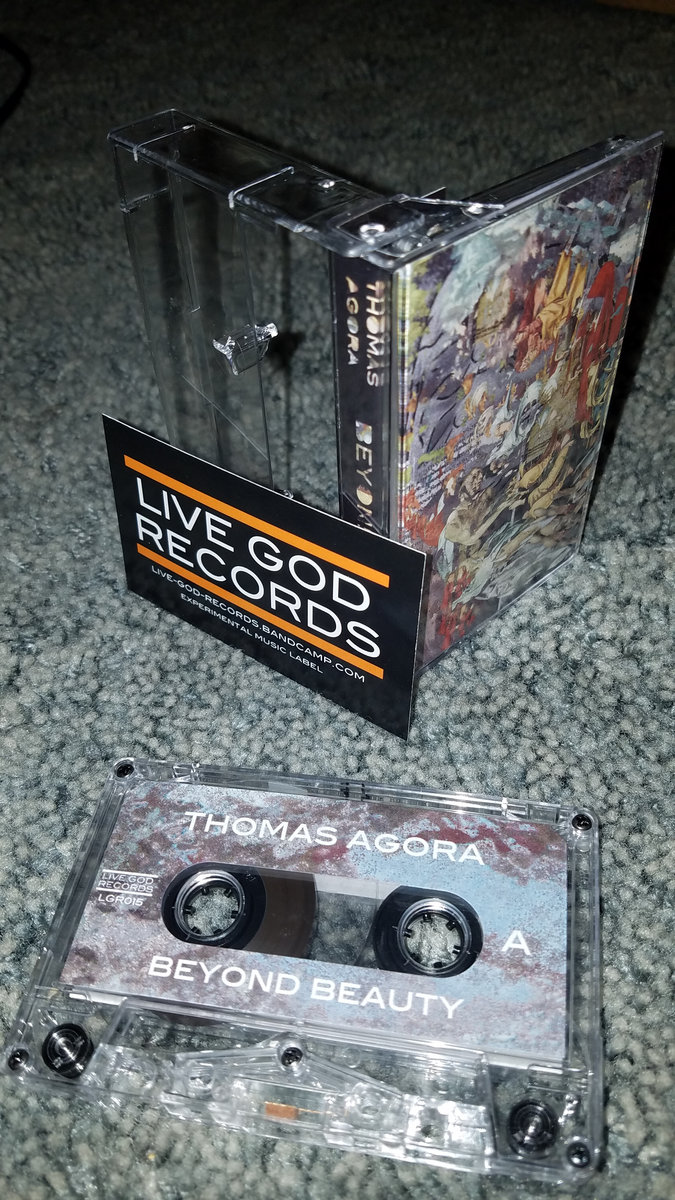 THOMAS
AGORA
LIVE GOD
RECORDS
LIVE-GOD-RECORDS.BANDCAMP.COM
EXPERIMENTAL MUSIC LABEL
THOMAS AGORA
LIVE GOD
RECORDS
LGR015
A
BEYOND BEAUTY